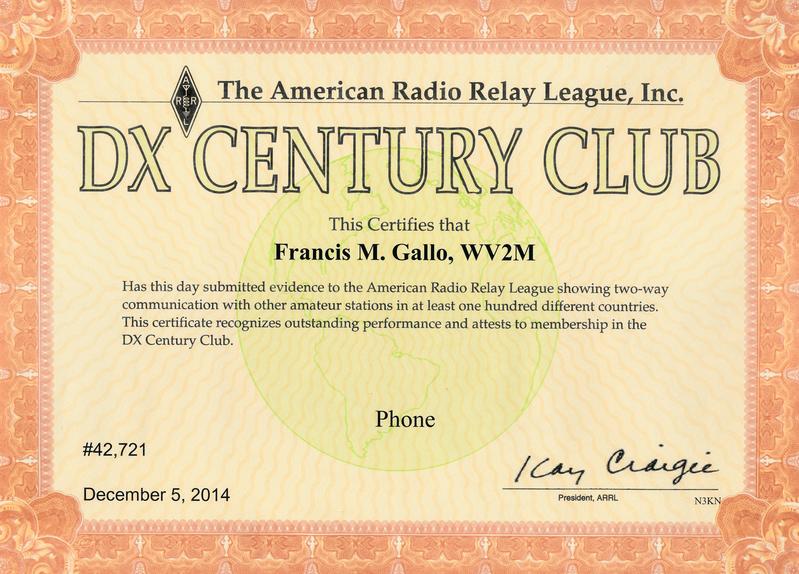 The American Radio Relay League, Inc.
A
R R
L
DX CENTURY CLUB
This Certifies that
Francis M. Gallo, WV2M
Has this day submitted evidence to the American Radio Relay League showing two-way
communication with other amateur stations in at least one hundred different countries.
This certificate recognizes outstanding performance and attests to membership in the
DX Century Club.
Phone
#42,721
Kay Craigie
December 5, 2014
President, ARRL
N3KN